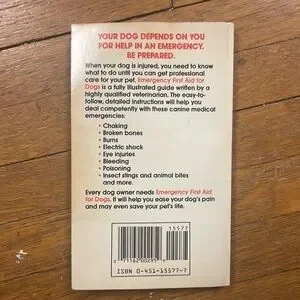 YOUR DOG DEPENDS ON YOU
FOR HELP IN AN EMERGENCY.
BE PREPARED.
When your dog is injured, you need to know
what to do until you can get professional
care for your pet. Emergency First Aid for
Dogs is a fully illustrated guide written by a
highly qualified veterinarian. The easy-to-
follow, detailed instructions will help you
deal competently with these canine medical
emergencies:
• Choking
• Broken bones
• Burns
• Electric shock
• Eye injuries
• Bleeding
• Poisoning
• Insect stings and animal bites
and more.
Every dog owner needs Emergency First Aid
for Dogs. It will help you ease your dog's pain
and may even save your pet's life.
15577
0 71162 00295
ISBN 0-451-15577-7